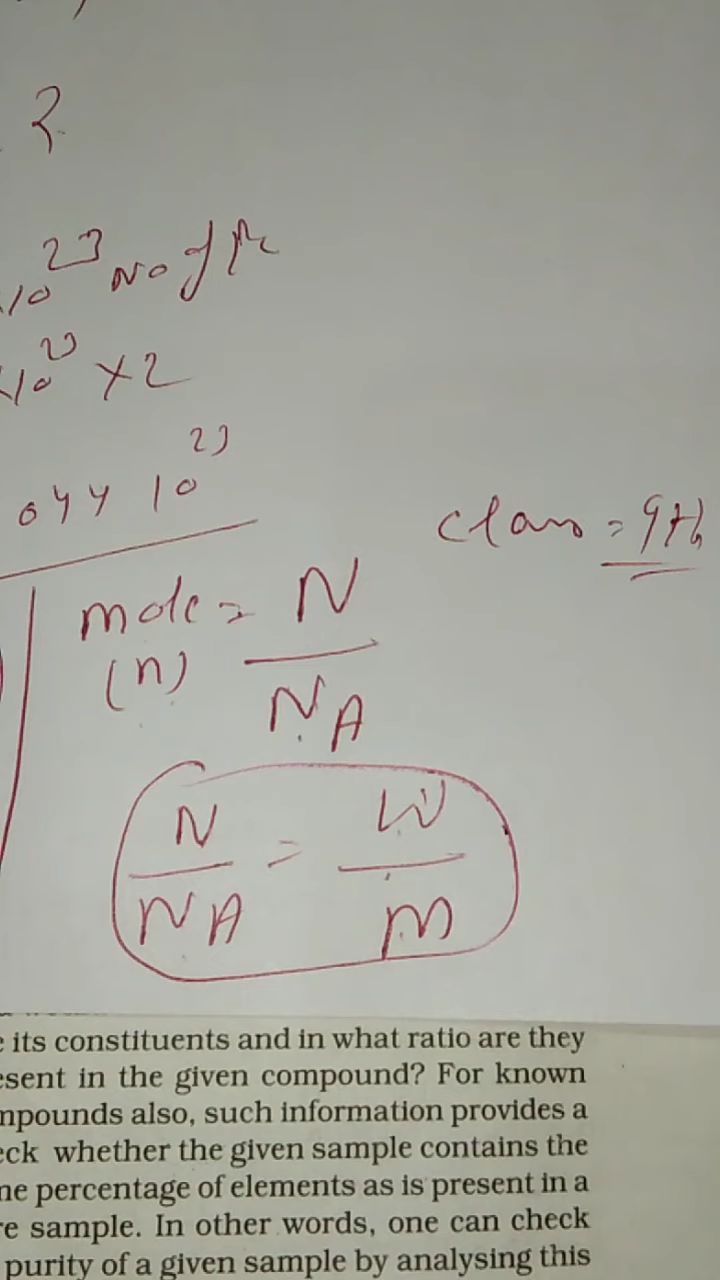 2
10²³ No of
10²³ × 2
044 10²³
class = 9th
mole = N / N_A
(n)
N / N_A = W / M
its constituents and in what ratio are they
esent in the given compound? For known
mpounds also, such information provides a
eck whether the given sample contains the
me percentage of elements as is present in a
re sample. In other words, one can check
purity of a given sample by analysing this